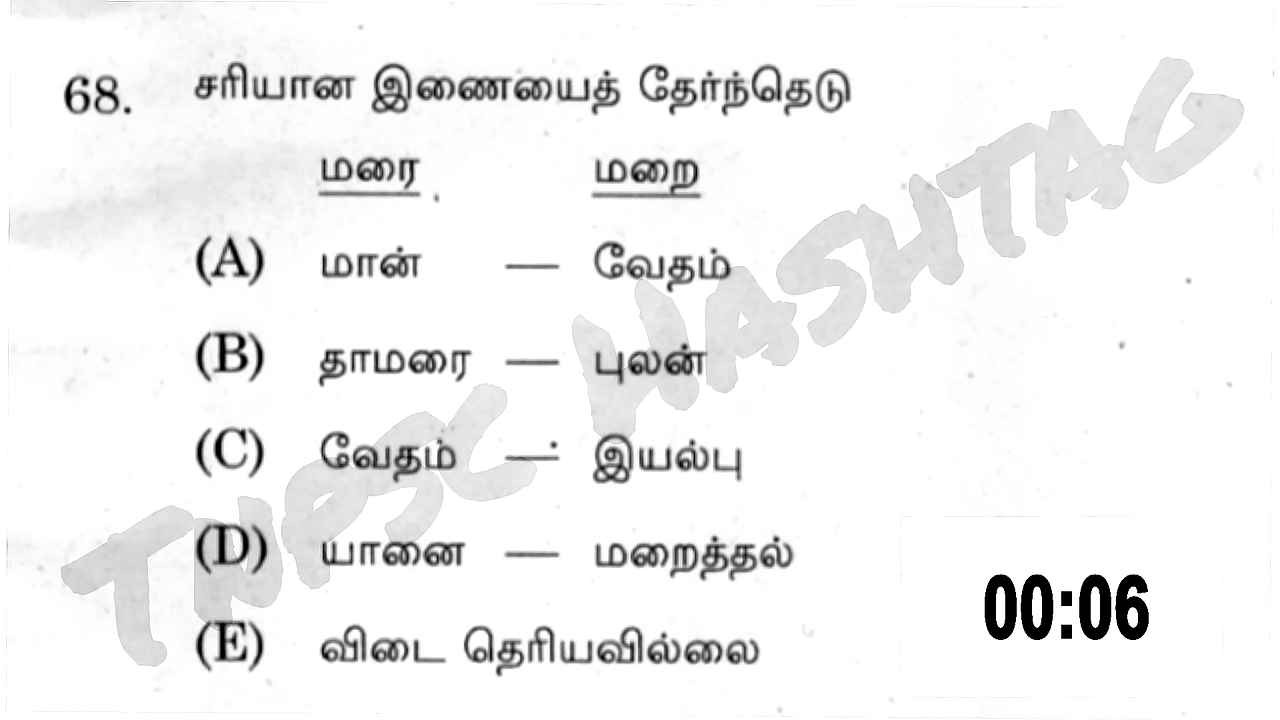 68. சரியான இணையைத் தேர்ந்தெடு
மரை மறை
(A) மான் — வேதம்
(B) தாமரை — புலன்
(C) வேதம் — இயல்பு
(D) யானை — மறைத்தல்
(E) விடை தெரியவில்லை
TNPSC HASHTAG
00:06